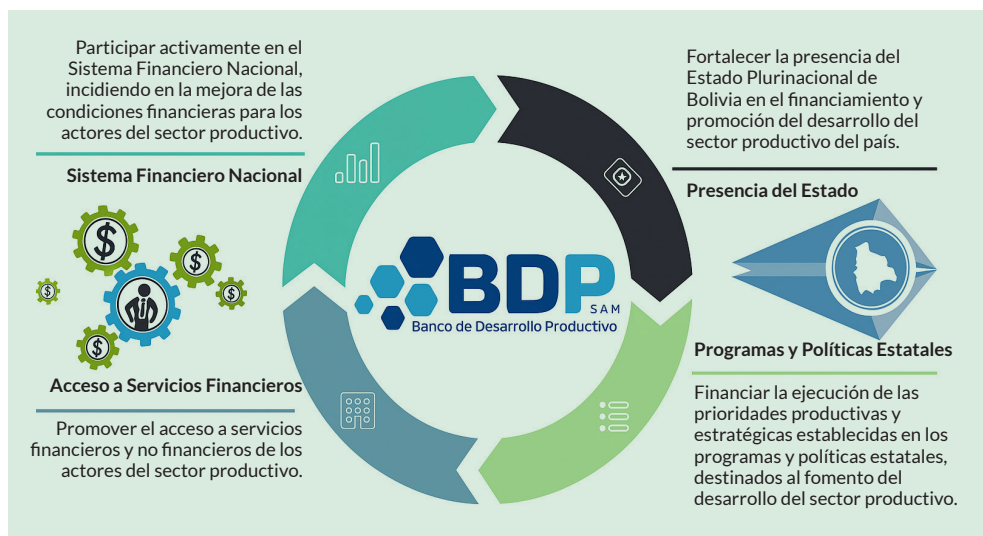 Participar activamente en el
Sistema Financiero Nacional,
incidiendo en la mejora de las
condiciones financieras para los
actores del sector productivo.
Sistema Financiero Nacional
Fortalecer la presencia del
Estado Plurinacional de
Bolivia en el financiamiento y
promoción del desarrollo del
sector productivo del país.
Presencia del Estado
$
$
$
$
$
BDP
SAM
Banco de Desarrollo Productivo
Acceso a Servicios Financieros
Promover el acceso a servicios
financieros y no financieros de los
actores del sector productivo.
Programas y Políticas Estatales
Financiar la ejecución de las
prioridades productivas y
estratégicas establecidas en los
programas y políticas estatales,
destinados al fomento del
desarrollo del sector productivo.